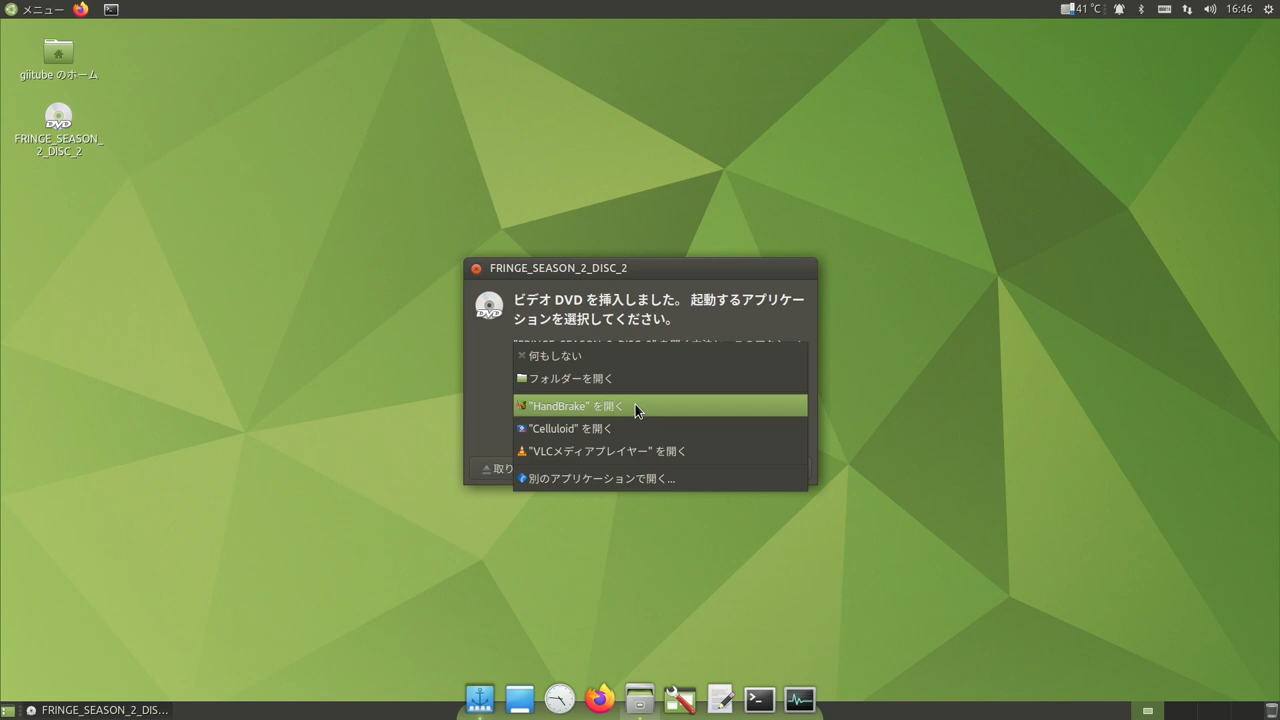 メニュー
41 ℃
16:46
giitube のホーム
FRINGE_SEASON_
2_DISC_2
DVD
FRINGE_SEASON_2_DISC_2
DVD
ビデオ DVD を挿入しました。 起動するアプリケー
ションを選択してください。
何もしない
フォルダーを開く
"HandBrake" を開く
"Celluloid" を開く
"VLCメディアプレイヤー" を開く
取り
別のアプリケーションで開く...
FRINGE_SEASON_2_DIS...